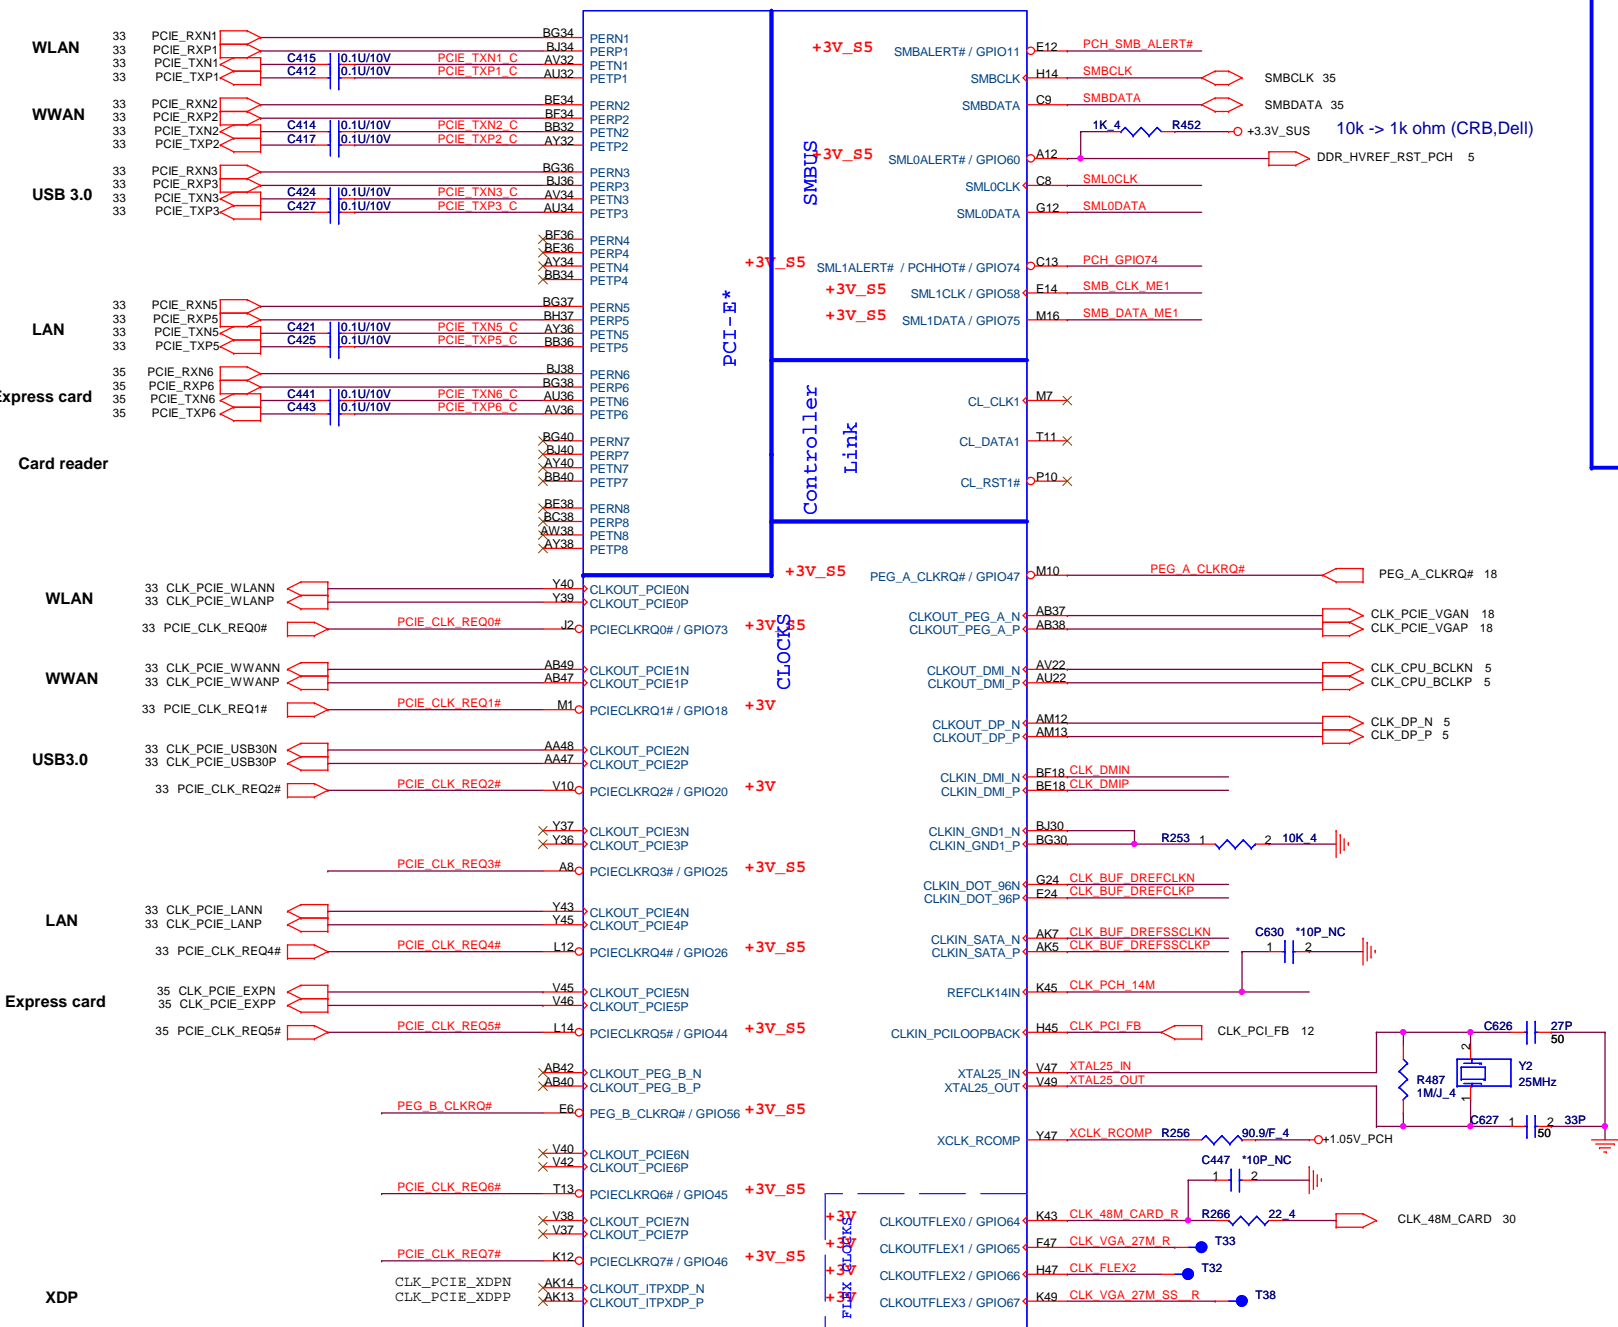 WLAN
33 PCIE_RXN1 BG34 PERN1
33 PCIE_RXP1 BJ34 PERP1
33 PCIE_TXN1 C415 0.1U/10V PCIE_TXN1_C AV32 PETN1
33 PCIE_TXP1 C412 0.1U/10V PCIE_TXP1_C AU32 PETP1
WWAN
33 PCIE_RXN2 BE34 PERN2
33 PCIE_RXP2 BF34 PERP2
33 PCIE_TXN2 C414 0.1U/10V PCIE_TXN2_C BB32 PETN2
33 PCIE_TXP2 C417 0.1U/10V PCIE_TXP2_C AY32 PETP2
USB 3.0
33 PCIE_RXN3 BG36 PERN3
33 PCIE_RXP3 BJ36 PERP3
33 PCIE_TXN3 C424 0.1U/10V PCIE_TXN3_C AV34 PETN3
33 PCIE_TXP3 C427 0.1U/10V PCIE_TXP3_C AU34 PETP3
BF36 PERN4
BE36 PERP4
AY34 PETN4
BB34 PETP4
LAN
33 PCIE_RXN5 BG37 PERN5
33 PCIE_RXP5 BH37 PERP5
33 PCIE_TXN5 C421 0.1U/10V PCIE_TXN5_C AY36 PETN5
33 PCIE_TXP5 C425 0.1U/10V PCIE_TXP5_C BB36 PETP5
Express card
35 PCIE_RXN6 BJ38 PERN6
35 PCIE_RXP6 BG38 PERP6
35 PCIE_TXN6 C441 0.1U/10V PCIE_TXN6_C AU36 PETN6
35 PCIE_TXP6 C443 0.1U/10V PCIE_TXP6_C AV36 PETP6
Card reader
BG40 PERN7
BJ40 PERP7
AY40 PETN7
BB40 PETP7
BE38 PERN8
BC38 PERP8
AW38 PETN8
AY38 PETP8
PCI-E*
WLAN
33 CLK_PCIE_WLANN Y40 CLKOUT_PCIE0N
33 CLK_PCIE_WLANP Y39 CLKOUT_PCIE0P
33 PCIE_CLK_REQ0# PCIE_CLK_REQ0# J2 PCIECLKRQ0# / GPIO73 +3V_S5
WWAN
33 CLK_PCIE_WWANN AB49 CLKOUT_PCIE1N
33 CLK_PCIE_WWANP AB47 CLKOUT_PCIE1P
33 PCIE_CLK_REQ1# PCIE_CLK_REQ1# M1 PCIECLKRQ1# / GPIO18 +3V
USB3.0
33 CLK_PCIE_USB30N AA48 CLKOUT_PCIE2N
33 CLK_PCIE_USB30P AA47 CLKOUT_PCIE2P
33 PCIE_CLK_REQ2# PCIE_CLK_REQ2# V10 PCIECLKRQ2# / GPIO20 +3V
Y37 CLKOUT_PCIE3N
Y36 CLKOUT_PCIE3P
PCIE_CLK_REQ3# A8 PCIECLKRQ3# / GPIO25 +3V_S5
LAN
33 CLK_PCIE_LANN Y43 CLKOUT_PCIE4N
33 CLK_PCIE_LANP Y45 CLKOUT_PCIE4P
33 PCIE_CLK_REQ4# PCIE_CLK_REQ4# L12 PCIECLKRQ4# / GPIO26 +3V_S5
Express card
35 CLK_PCIE_EXPN V45 CLKOUT_PCIE5N
35 CLK_PCIE_EXPP V46 CLKOUT_PCIE5P
35 PCIE_CLK_REQ5# PCIE_CLK_REQ5# L14 PCIECLKRQ5# / GPIO44 +3V_S5
AB42 CLKOUT_PEG_B_N
AB40 CLKOUT_PEG_B_P
PEG_B_CLKRQ# E6 PEG_B_CLKRQ# / GPIO56 +3V_S5
V40 CLKOUT_PCIE6N
V42 CLKOUT_PCIE6P
PCIE_CLK_REQ6# T13 PCIECLKRQ6# / GPIO45 +3V_S5
V38 CLKOUT_PCIE7N
V37 CLKOUT_PCIE7P
PCIE_CLK_REQ7# K12 PCIECLKRQ7# / GPIO46 +3V_S5
XDP
CLK_PCIE_XDPN AK14 CLKOUT_ITPXDP_N
CLK_PCIE_XDPP AK13 CLKOUT_ITPXDP_P
SMBUS
+3V_S5 SMBALERT# / GPIO11 E12 PCH_SMB_ALERT#
SMBCLK H14 SMBCLK SMBCLK 35
SMBDATA C9 SMBDATA SMBDATA 35
1K_4 R452 +3.3V_SUS 10k -> 1k ohm (CRB,Dell)
+3V_S5 SML0ALERT# / GPIO60 A12 DDR_HVREF_RST_PCH 5
SML0CLK C8 SML0CLK
SML0DATA G12 SML0DATA
+3V_S5 SML1ALERT# / PCHHOT# / GPIO74 C13 PCH_GPIO74
+3V_S5 SML1CLK / GPIO58 E14 SMB_CLK_ME1
+3V_S5 SML1DATA / GPIO75 M16 SMB_DATA_ME1
Controller
Link
CL_CLK1 M7
CL_DATA1 T11
CL_RST1# P10
CLOCKS
+3V_S5 PEG_A_CLKRQ# / GPIO47 M10 PEG_A_CLKRQ# PEG_A_CLKRQ# 18
CLKOUT_PEG_A_N AB37 CLK_PCIE_VGAN 18
CLKOUT_PEG_A_P AB38 CLK_PCIE_VGAP 18
CLKOUT_DMI_N AV22 CLK_CPU_BCLKN 5
CLKOUT_DMI_P AU22 CLK_CPU_BCLKP 5
CLKOUT_DP_N AM12 CLK_DP_N 5
CLKOUT_DP_P AM13 CLK_DP_P 5
CLKIN_DMI_N BF18 CLK_DMIN
CLKIN_DMI_P BE18 CLK_DMIP
CLKIN_GND1_N BJ30
CLKIN_GND1_P BG30 R253 1 2 10K_4
CLKIN_DOT_96N G24 CLK_BUF_DREFCLKN
CLKIN_DOT_96P E24 CLK_BUF_DREFCLKP
CLKIN_SATA_N AK7 CLK_BUF_DREFSSCLKN
CLKIN_SATA_P AK5 CLK_BUF_DREFSSCLKP
C630 *10P_NC
1 2
REFCLK14IN K45 CLK_PCH_14M
CLKIN_PCILOOPBACK H45 CLK_PCI_FB CLK_PCI_FB 12
C626 27P
50
XTAL25_IN V47 XTAL25_IN
XTAL25_OUT V49 XTAL25_OUT
R487
1M/J_4
2
1
Y2
25MHz
C627 1 2 33P
50
XCLK_RCOMP Y47 XCLK_RCOMP R256 90.9/F_4 +1.05V_PCH
C447 *10P_NC
1 2
FLEX CLOCKS
+3V CLKOUTFLEX0 / GPIO64 K43 CLK_48M_CARD_R R266 22_4 CLK_48M_CARD 30
+3V CLKOUTFLEX1 / GPIO65 F47 CLK_VGA_27M_R T33
+3V CLKOUTFLEX2 / GPIO66 H47 CLK_FLEX2 T32
+3V CLKOUTFLEX3 / GPIO67 K49 CLK_VGA_27M_SS_R T38